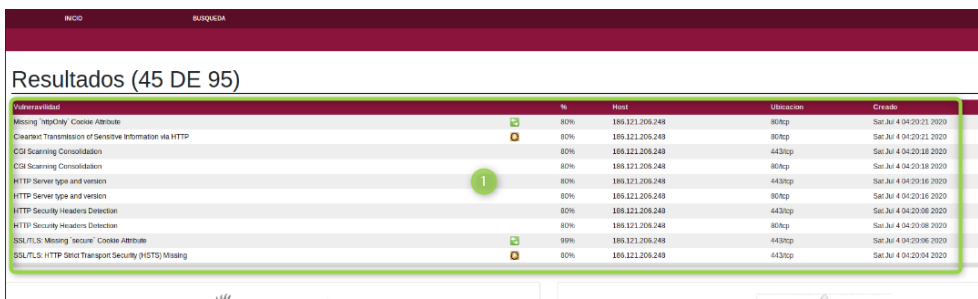 INICIO BUSQUEDA
Resultados (45 DE 95)
Vulneravilidad % Host Ubicacion Creado
Missing `httpOnly` Cookie Attribute 80% 186.121.206.248 80/tcp Sat Jul 4 04:20:21 2020
Cleartext Transmission of Sensitive Information via HTTP 80% 186.121.206.248 80/tcp Sat Jul 4 04:20:21 2020
CGI Scanning Consolidation 80% 186.121.206.248 443/tcp Sat Jul 4 04:20:18 2020
CGI Scanning Consolidation 80% 186.121.206.248 80/tcp Sat Jul 4 04:20:18 2020
HTTP Server type and version 80% 186.121.206.248 443/tcp Sat Jul 4 04:20:16 2020
1
HTTP Server type and version 80% 186.121.206.248 80/tcp Sat Jul 4 04:20:16 2020
HTTP Security Headers Detection 80% 186.121.206.248 443/tcp Sat Jul 4 04:20:08 2020
HTTP Security Headers Detection 80% 186.121.206.248 80/tcp Sat Jul 4 04:20:08 2020
SSL/TLS: Missing `secure` Cookie Attribute 99% 186.121.206.248 443/tcp Sat Jul 4 04:20:06 2020
SSL/TLS: HTTP Strict Transport Security (HSTS) Missing 80% 186.121.206.248 443/tcp Sat Jul 4 04:20:04 2020